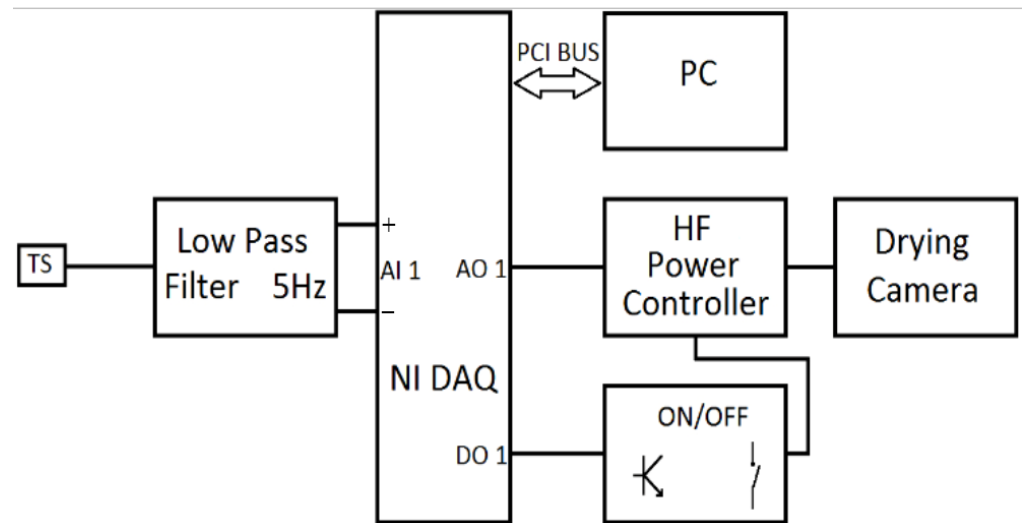 PCI BUS
PC
TS
Low Pass
Filter 5Hz
+
AI 1
−
NI DAQ
AO 1
DO 1
HF
Power
Controller
Drying
Camera
ON/OFF